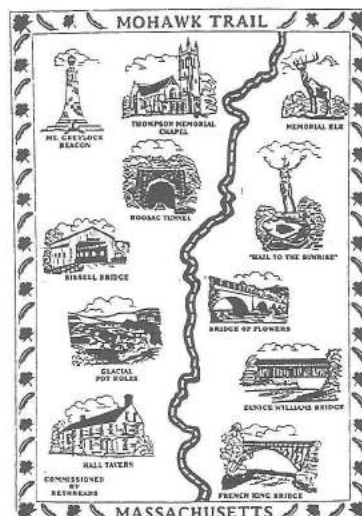 MOHAWK TRAIL
MT. GREYLOCK
BEACON
THOMPSON MEMORIAL
CHAPEL
MEMORIAL ELK
HOOSAC TUNNEL
"HAIL TO THE SUNRISE"
BISSELL BRIDGE
BRIDGE OF FLOWERS
GLACIAL
POT HOLES
EUNICE WILLIAMS BRIDGE
HALL TAVERN
COMMISSIONED
BY
RETHREADS
FRENCH KING BRIDGE
MASSACHUSETTS